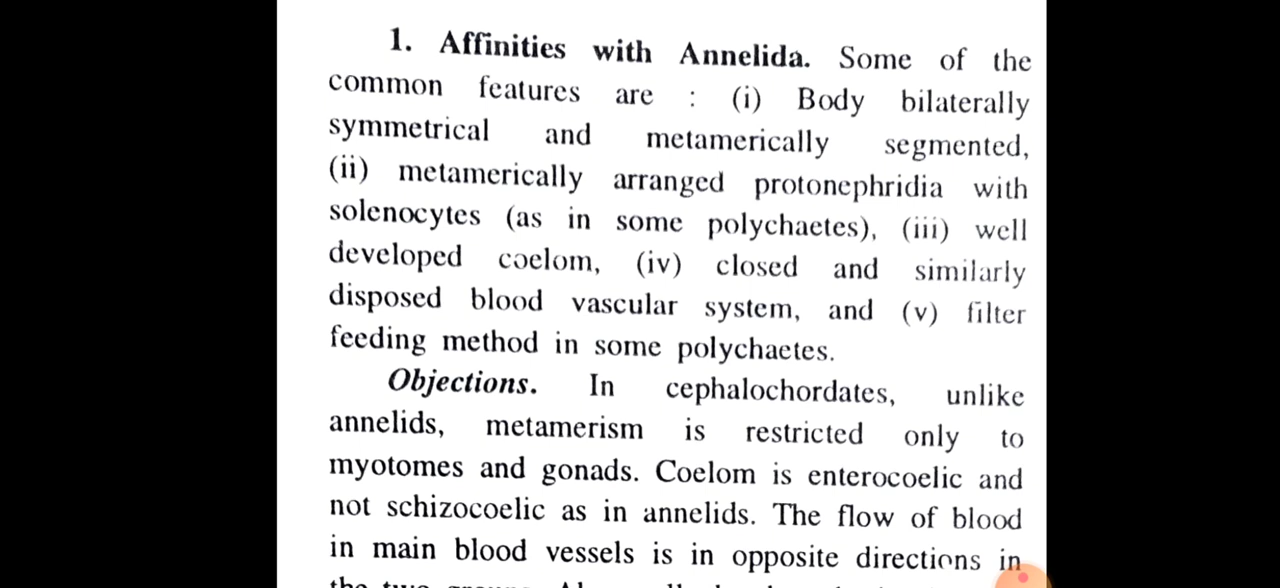 1. Affinities with Annelida. Some of the
common features are : (i) Body bilaterally
symmetrical and metamerically segmented,
(ii) metamerically arranged protonephridia with
solenocytes (as in some polychaetes), (iii) well
developed coelom, (iv) closed and similarly
disposed blood vascular system, and (v) filter
feeding method in some polychaetes.
Objections. In cephalochordates, unlike
annelids, metamerism is restricted only to
myotomes and gonads. Coelom is enterocoelic and
not schizocoelic as in annelids. The flow of blood
in main blood vessels is in opposite directions in